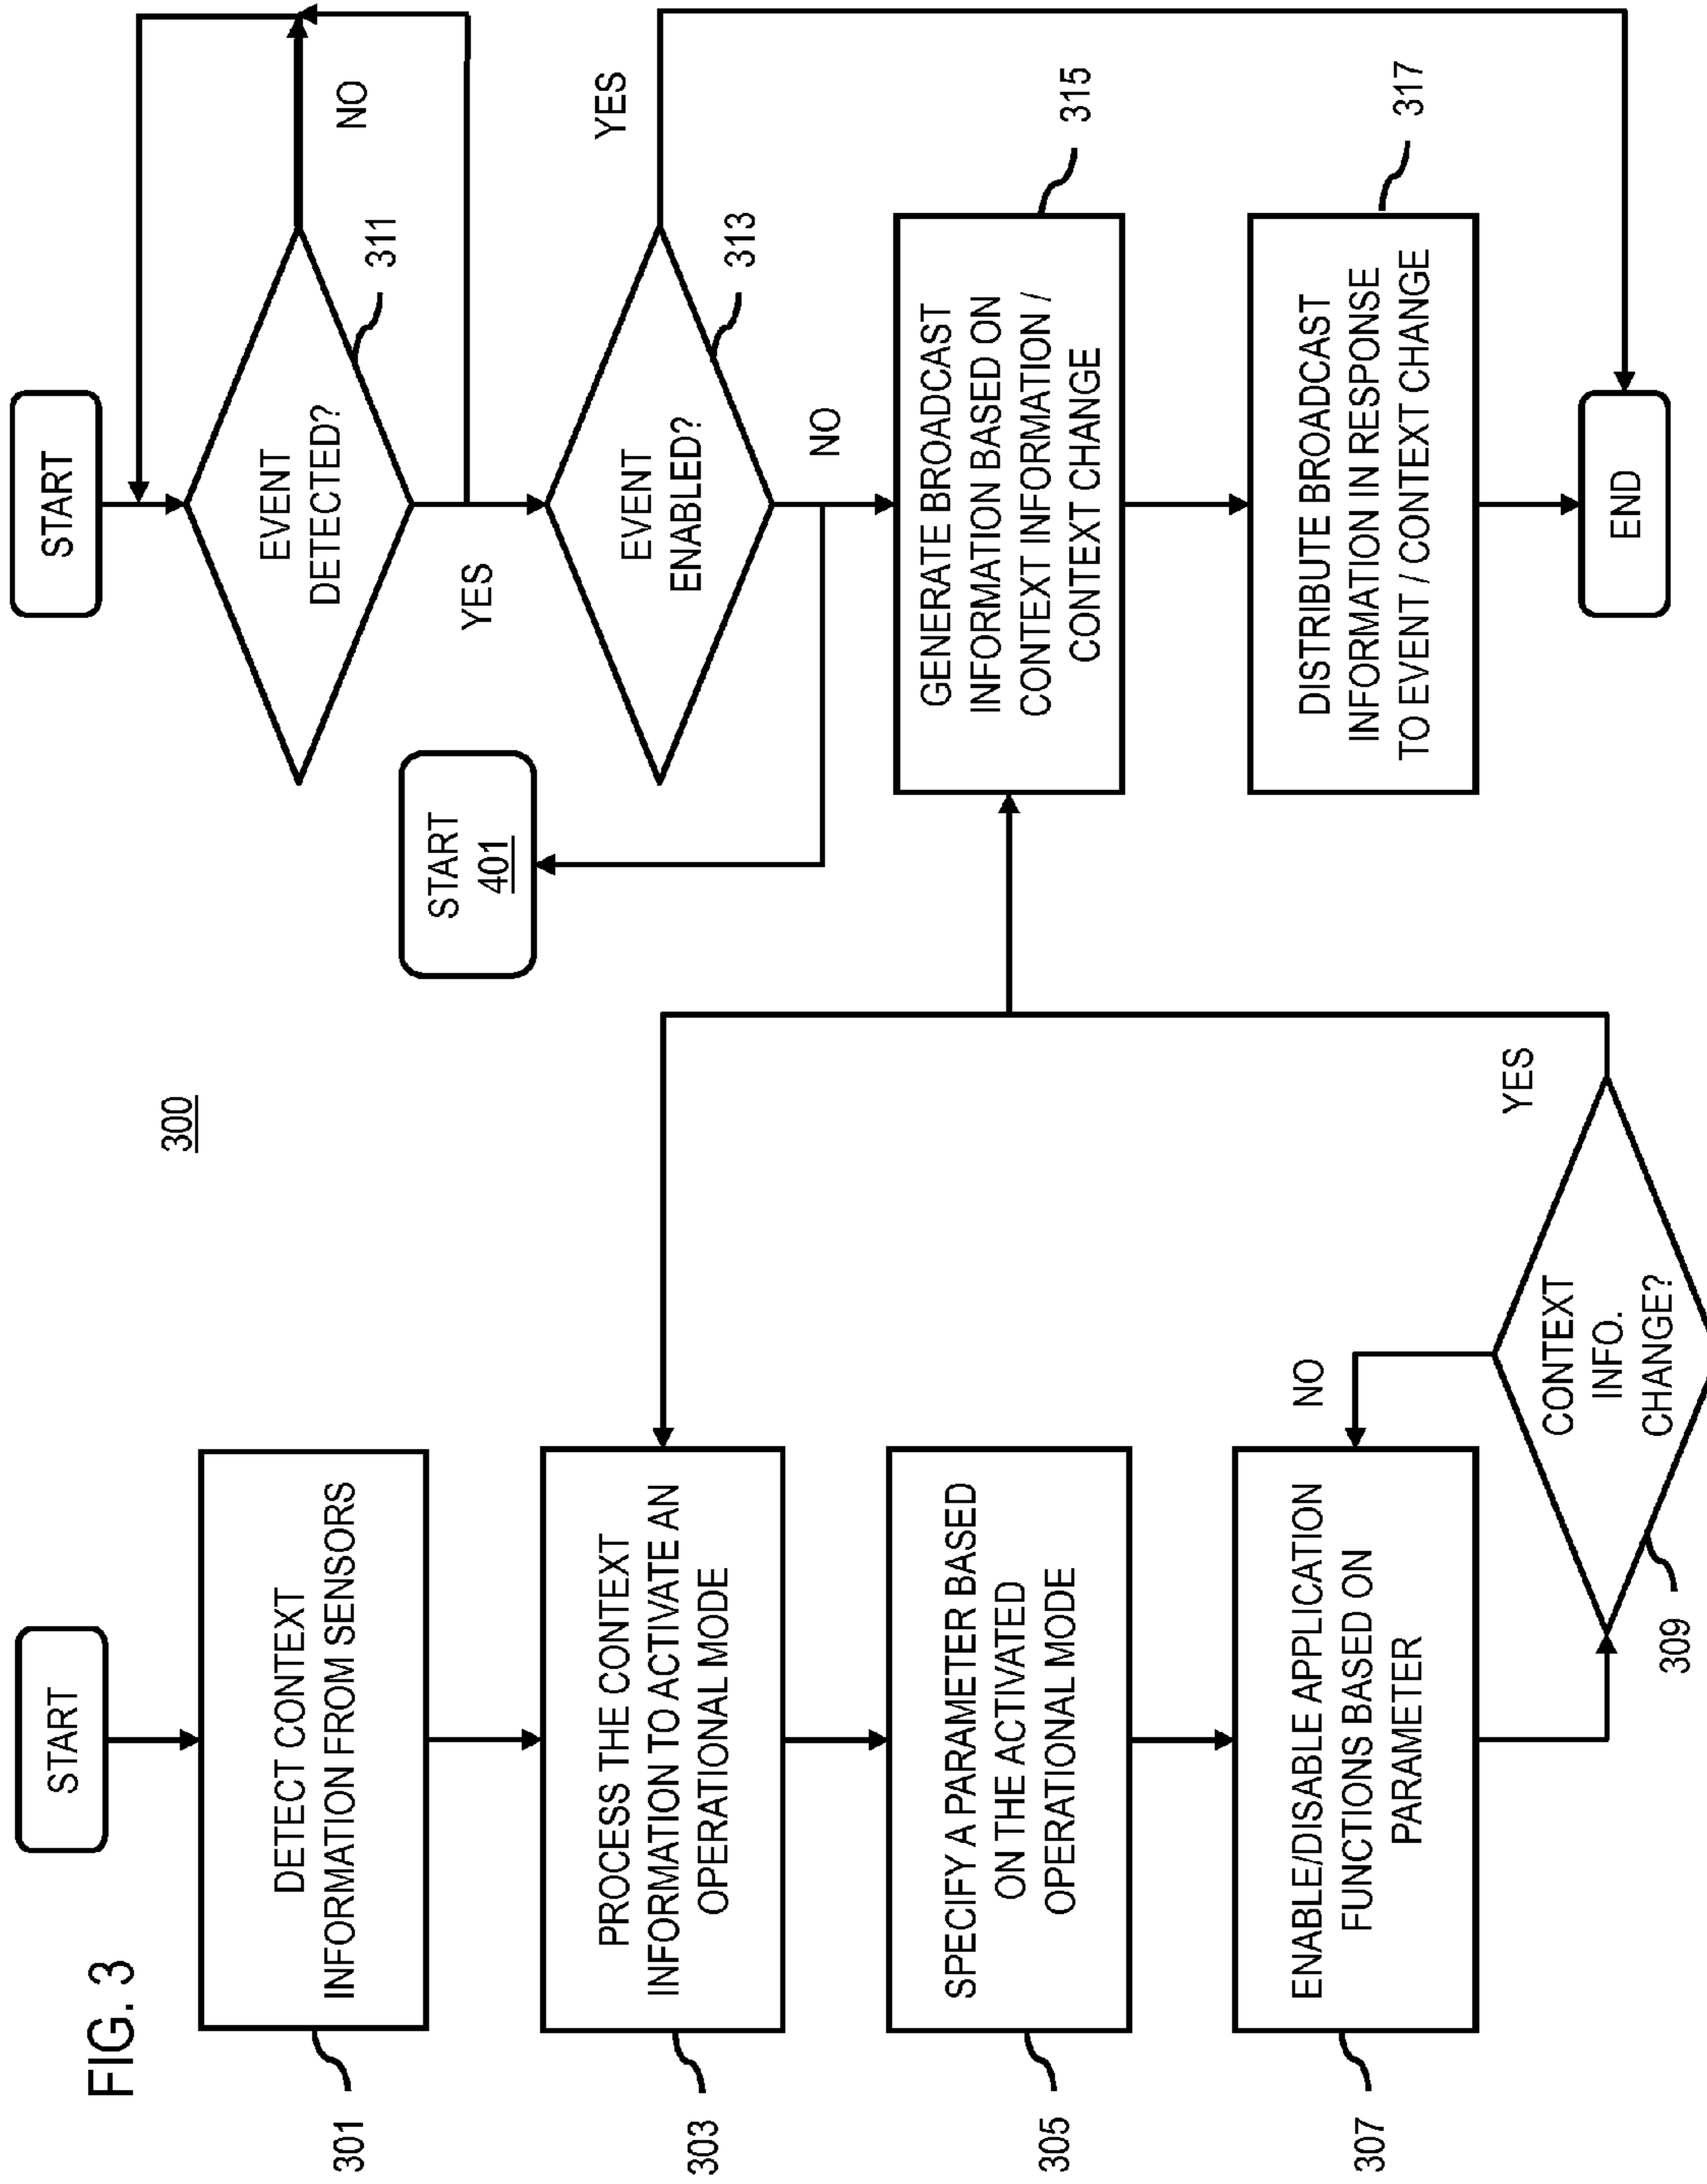 FIG. 3
300
START
DETECT CONTEXT
INFORMATION FROM SENSORS
301
PROCESS THE CONTEXT
INFORMATION TO ACTIVATE AN
OPERATIONAL MODE
303
SPECIFY A PARAMETER BASED
ON THE ACTIVATED
OPERATIONAL MODE
305
ENABLE/DISABLE APPLICATION
FUNCTIONS BASED ON
PARAMETER
307
NO
CONTEXT
INFO.
CHANGE?
309
YES
START
EVENT
DETECTED?
311
NO
YES
START
401
EVENT
ENABLED?
313
YES
NO
GENERATE BROADCAST
INFORMATION BASED ON
CONTEXT INFORMATION /
CONTEXT CHANGE
315
DISTRIBUTE BROADCAST
INFORMATION IN RESPONSE
TO EVENT / CONTEXT CHANGE
317
END